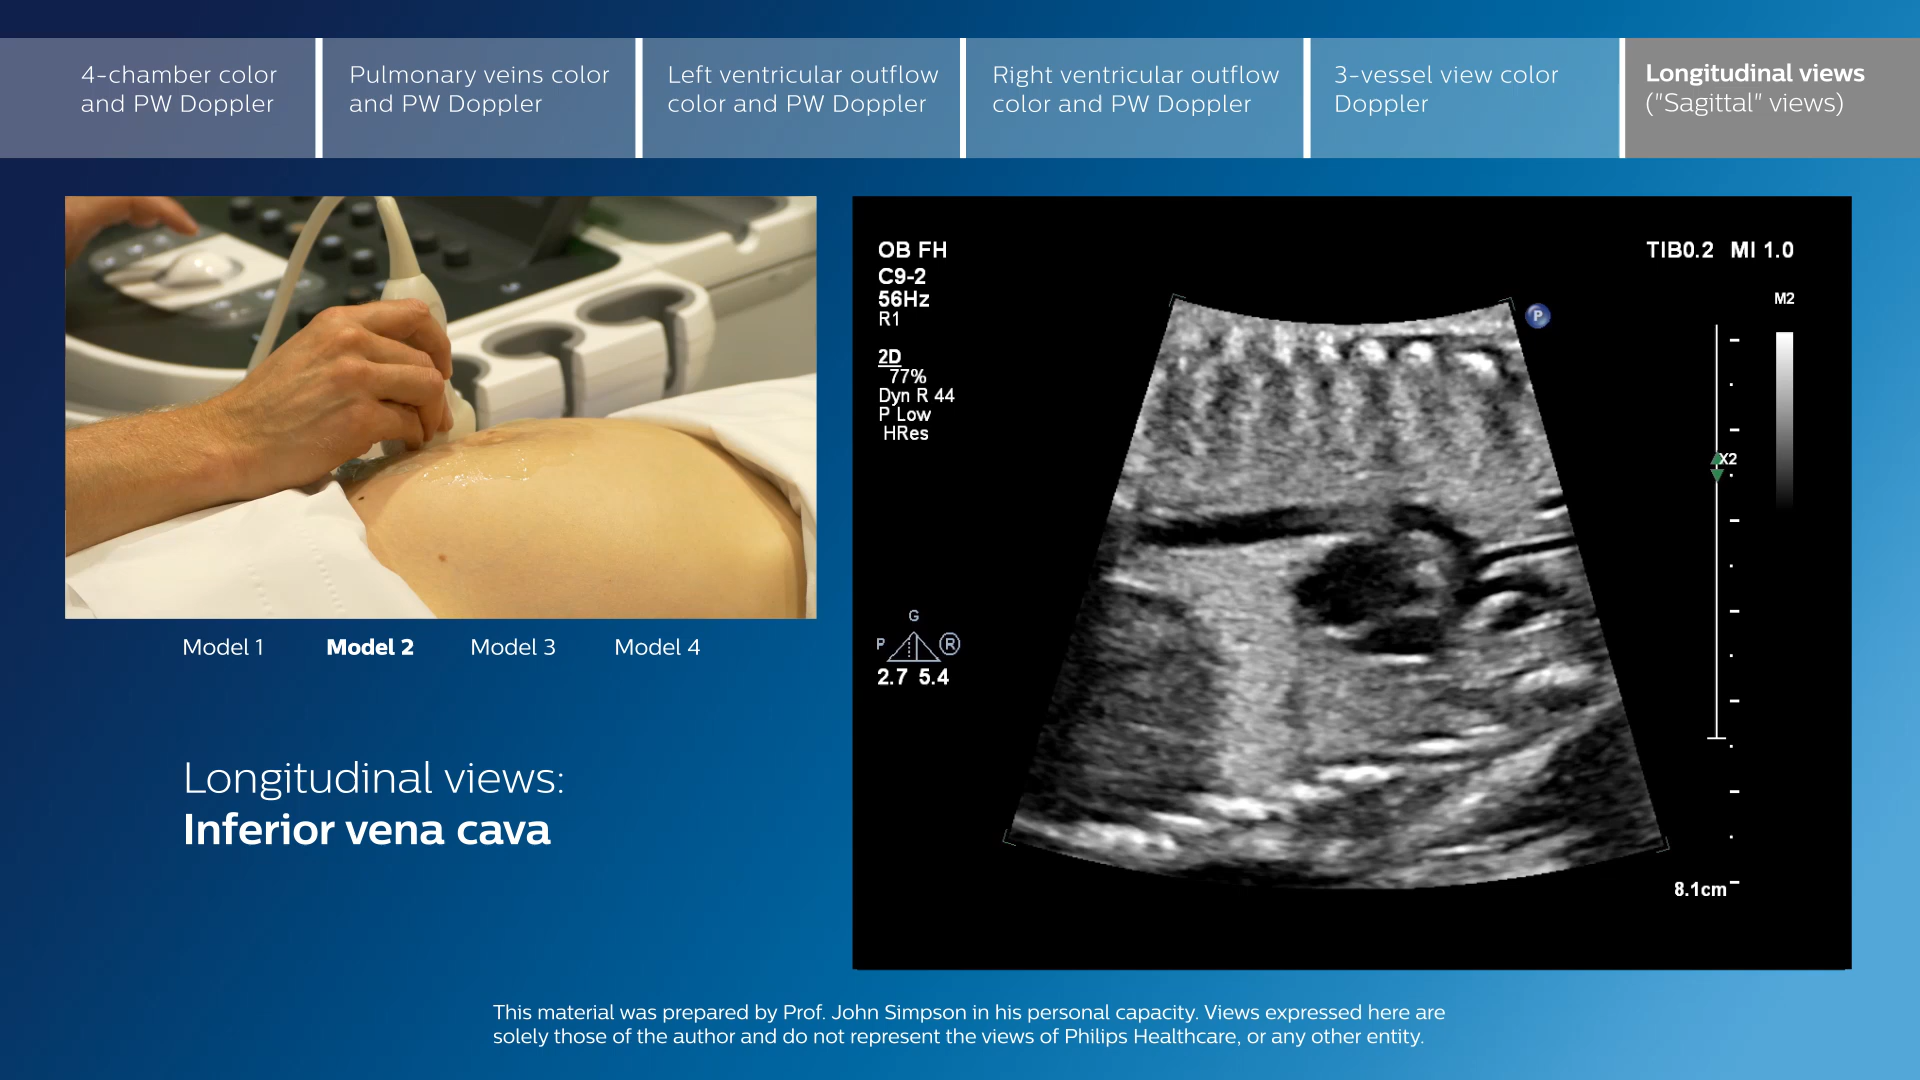 4-chamber color
and PW Doppler
Pulmonary veins color
and PW Doppler
Left ventricular outflow
color and PW Doppler
Right ventricular outflow
color and PW Doppler
3-vessel view color
Doppler
Longitudinal views
("Sagittal" views)
OB FH
C9-2
56Hz
R1
2D
77%
Dyn R 44
P Low
HRes
TIB0.2 MI 1.0
M2
P
X2
G
P R
2.7 5.4
8.1cm
Model 1 Model 2 Model 3 Model 4
Longitudinal views:
Inferior vena cava
This material was prepared by Prof. John Simpson in his personal capacity. Views expressed here are
solely those of the author and do not represent the views of Philips Healthcare, or any other entity.